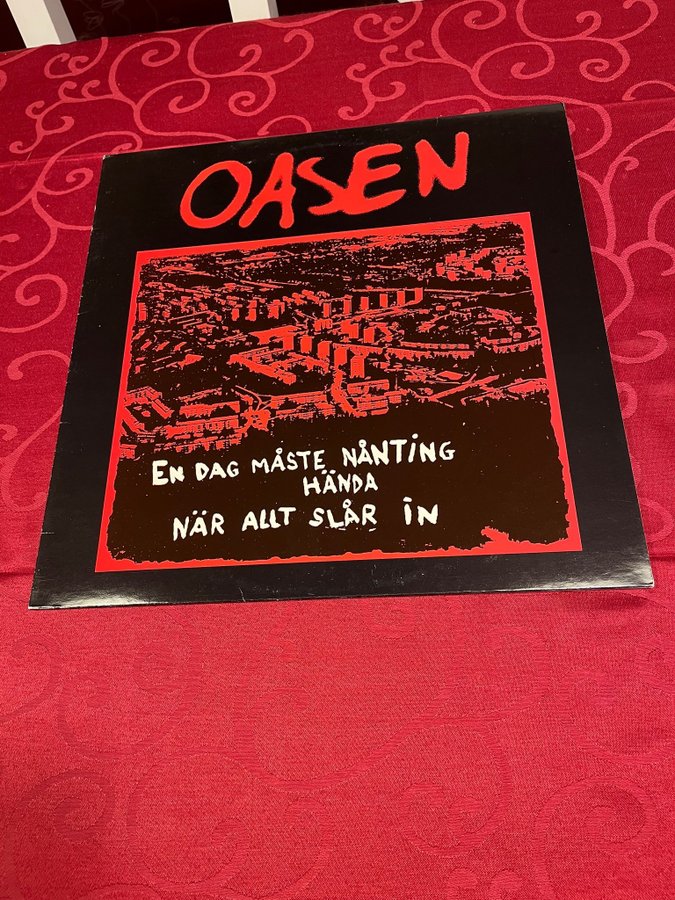 OASEN
EN DAG MÅSTE NÅNTING
HÄNDA
NÄR ALLT SLÅR IN